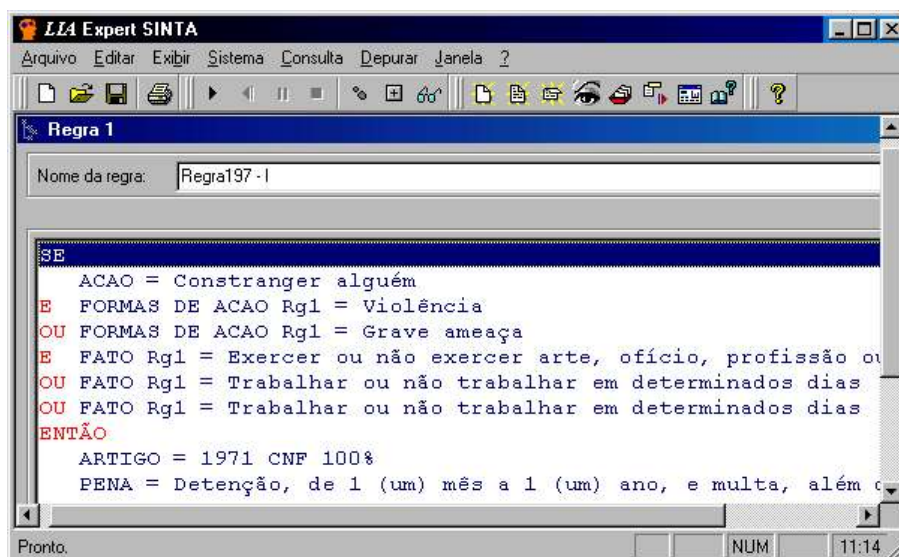 LIA Expert SINTA
Arquivo Editar Exibir Sistema Consulta Depurar Janela ?
Regra 1
Nome da regra: Regra197 - I
SE
ACAO = Constranger alguém
E FORMAS DE ACAO Rg1 = Violência
OU FORMAS DE ACAO Rg1 = Grave ameaça
E FATO Rg1 = Exercer ou não exercer arte, ofício, profissão ou
OU FATO Rg1 = Trabalhar ou não trabalhar em determinados dias
OU FATO Rg1 = Trabalhar ou não trabalhar em determinados dias
ENTÃO
ARTIGO = 1971 CNF 100%
PENA = Detenção, de 1 (um) mês a 1 (um) ano, e multa, além
Pronto. NUM 11:14